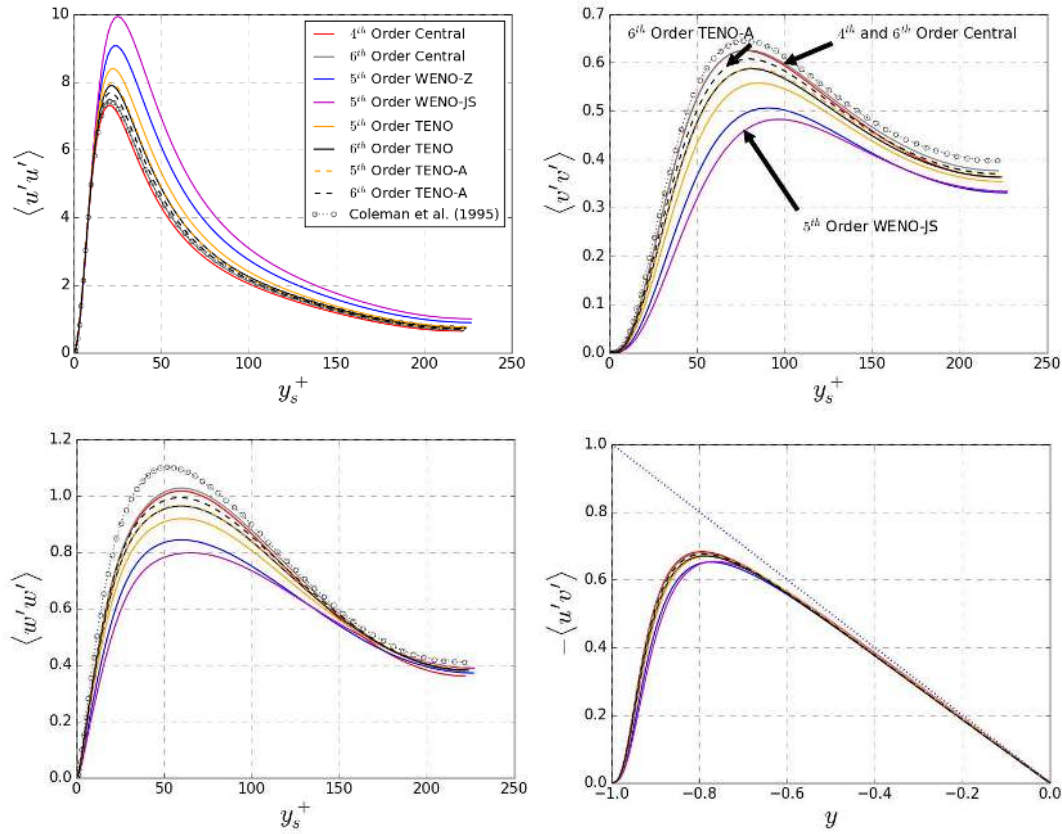 10
8
6
4
2
0
0
50
100
150
200
250
⟨u′u′⟩
y_s^+
4^th Order Central
6^th Order Central
5^th Order WENO-Z
5^th Order WENO-JS
5^th Order TENO
6^th Order TENO
5^th Order TENO-A
6^th Order TENO-A
Coleman et al. (1995)
0.7
0.6
0.5
0.4
0.3
0.2
0.1
0.0
0
50
100
150
200
250
⟨v′v′⟩
y_s^+
6^th Order TENO-A
4^th and 6^th Order Central
5^th Order WENO-JS
1.2
1.0
0.8
0.6
0.4
0.2
0.0
0
50
100
150
200
250
⟨w′w′⟩
y_s^+
1.0
0.8
0.6
0.4
0.2
0.0
−1.0
−0.8
−0.6
−0.4
−0.2
0.0
−⟨u′v′⟩
y